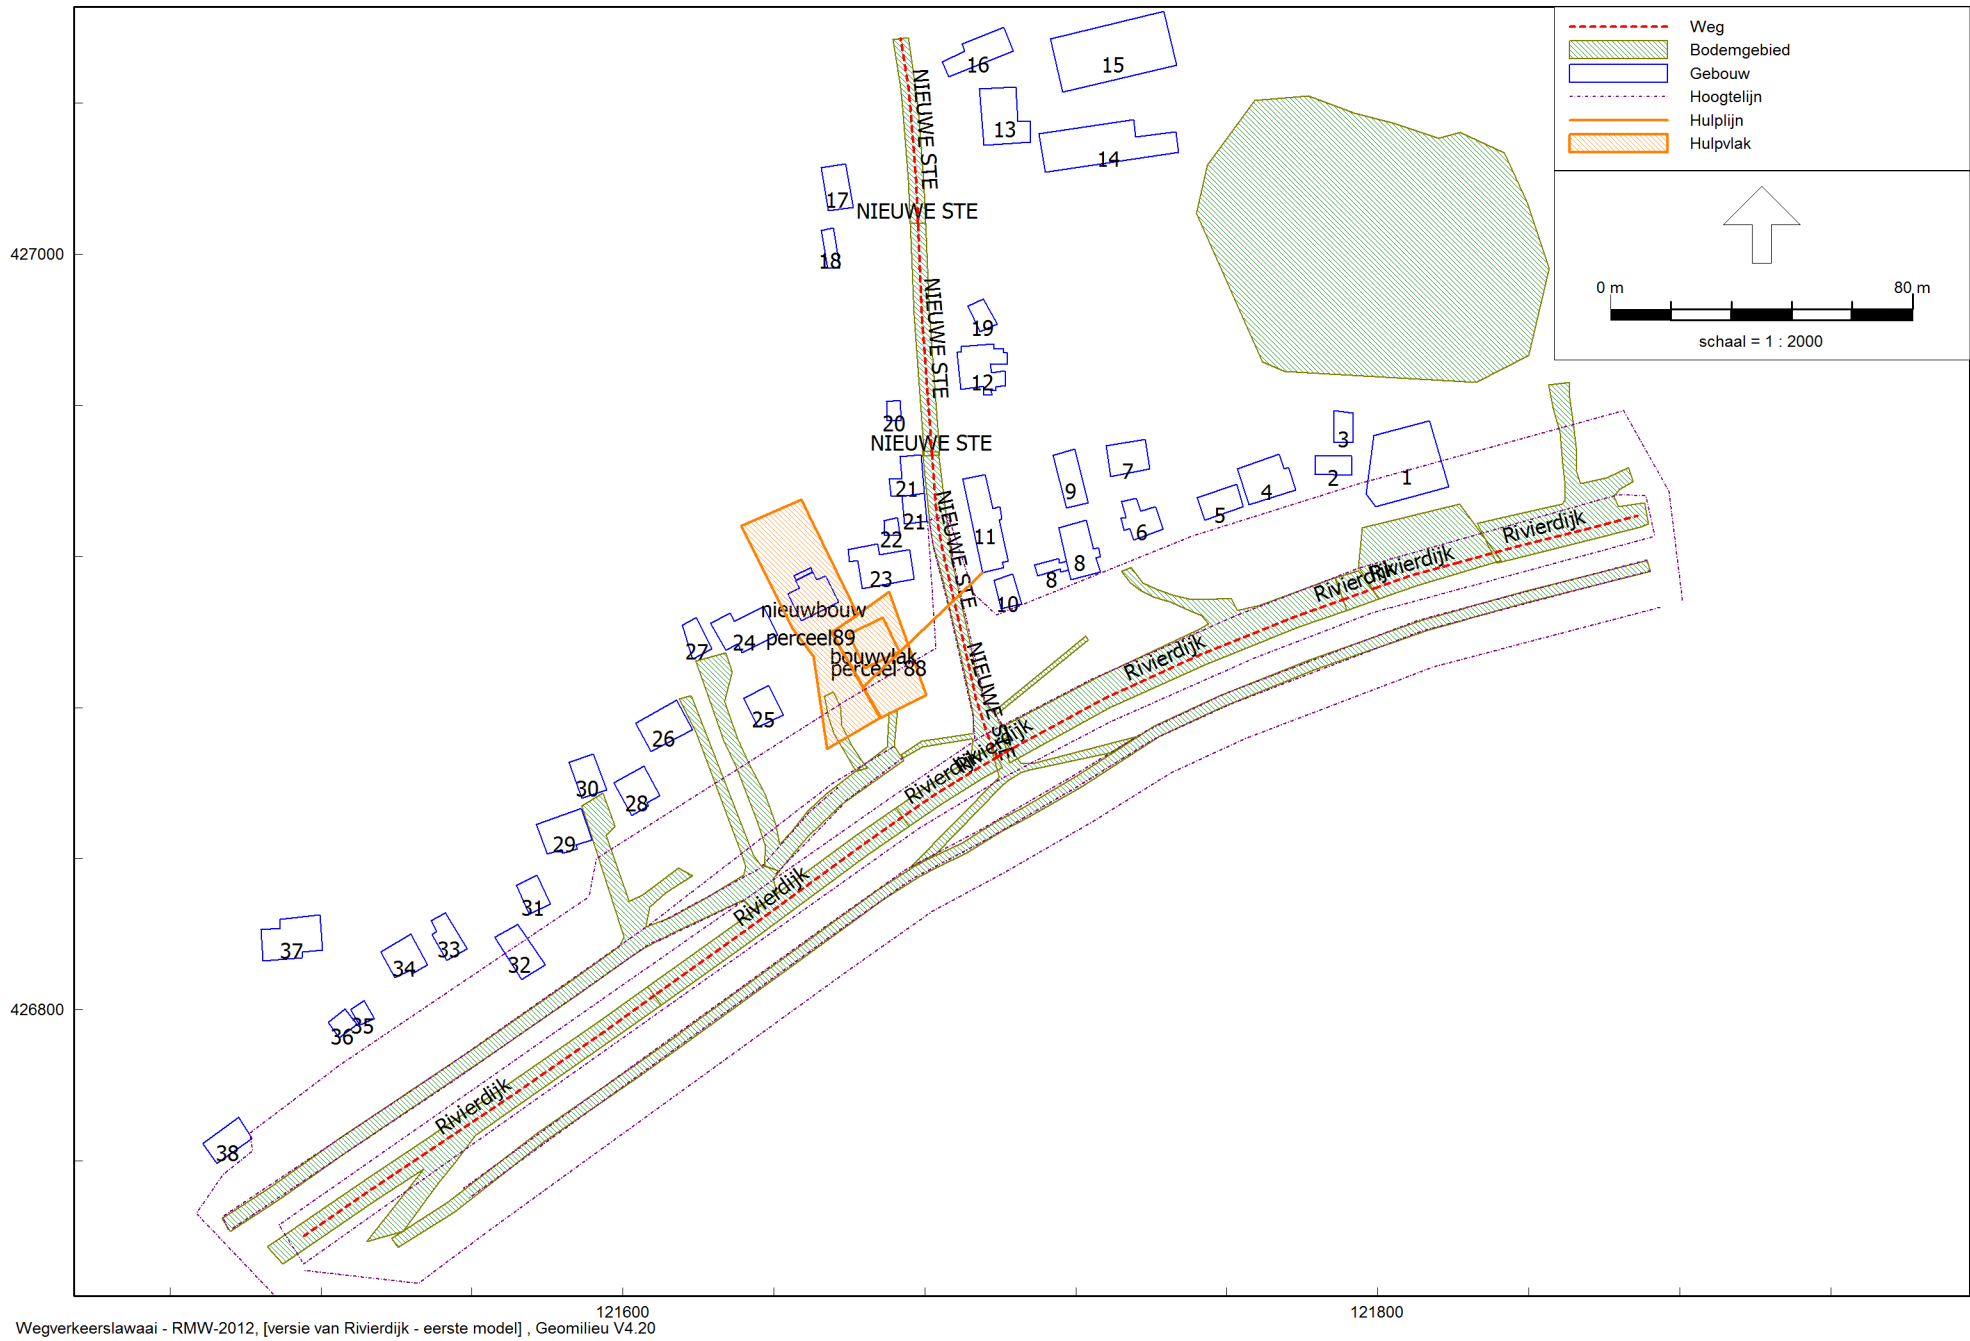 Weg
Bodemgebied
Gebouw
Hoogtelijn
Hulplijn
Hulpvlak
0 m
80 m
schaal = 1 : 2000
16
15
NIEUWE STE
13
14
17
NIEUWE STE
427000
18
NIEUWE STE
19
12
20
NIEUWE STE
3
7
1
2
9
4
21
5
21
NIEUWE STE
11
22
6
Rivierdijk
23
8
8
Rivierdijk
Rivierdijk
10
nieuwbouw
perceel89
24
27
bouwvlak
perceel 88
Rivierdijk
NIEUWE STE
25
26
Rivierdijk
Rivierdijk
30
28
29
Rivierdijk
31
37
33
34
32
426800
35
36
Rivierdijk
38
121600
121800
Wegverkeerslawaai - RMW-2012, [versie van Rivierdijk - eerste model] , Geomilieu V4.20